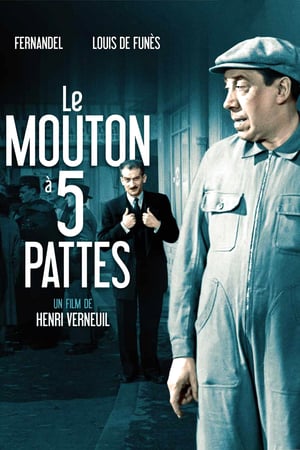 FERNANDEL LOUIS DE FUNÈS
Le
MOUTON
à
5
PATTES
UN FILM DE
HENRI VERNEUIL